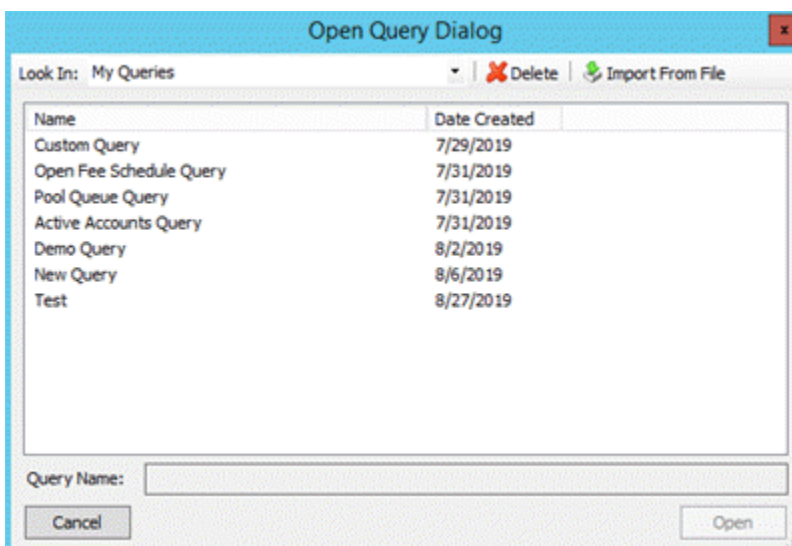 Open Query Dialog
x
Look In: My Queries Delete Import From File
Name Date Created
Custom Query 7/29/2019
Open Fee Schedule Query 7/31/2019
Pool Queue Query 7/31/2019
Active Accounts Query 7/31/2019
Demo Query 8/2/2019
New Query 8/6/2019
Test 8/27/2019
Query Name:
Cancel Open